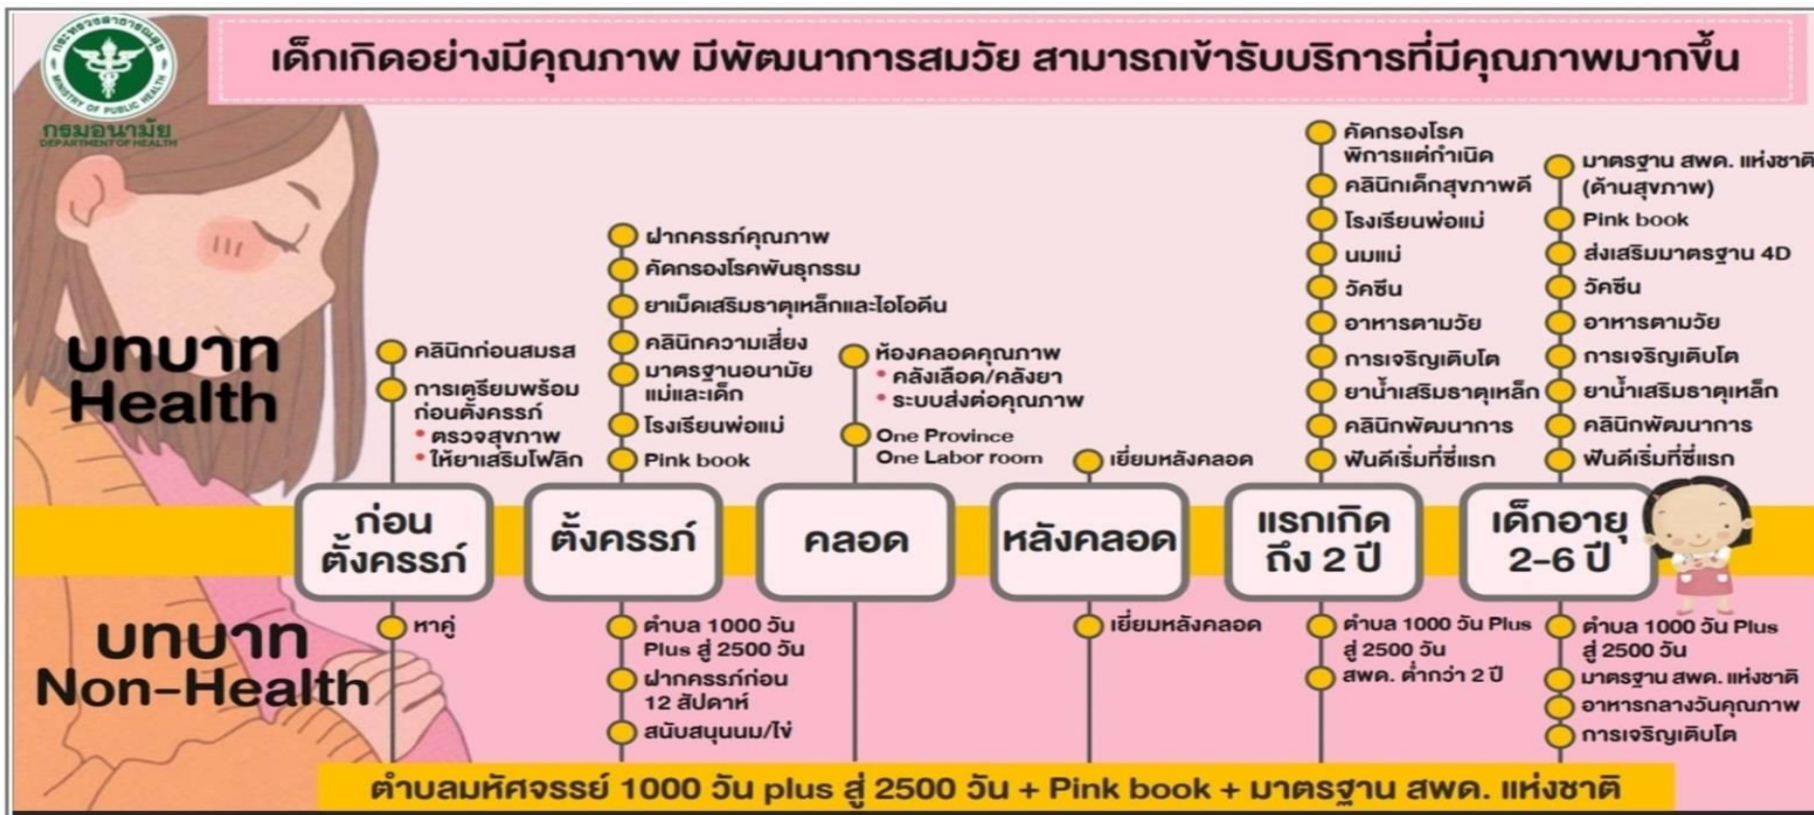 กระทรวงสาธารณสุข
MINISTRY OF PUBLIC HEALTH
กรมอนามัย
DEPARTMENT OF HEALTH
เด็กเกิดอย่างมีคุณภาพ มีพัฒนาการสมวัย สามารถเข้ารับบริการที่มีคุณภาพมากขึ้น
บทบาท
Health
คลินิกก่อนสมรส
การเตรียมพร้อม
ก่อนตั้งครรภ์
• ตรวจสุขภาพ
• ให้ยาเสริมโฟลิก
ก่อน
ตั้งครรภ์
ฝากครรภ์คุณภาพ
คัดกรองโรคพันธุกรรม
ยาเม็ดเสริมธาตุเหล็กและไอโอดีน
คลินิกความเสี่ยง
มาตรฐานอนามัย
แม่และเด็ก
โรงเรียนพ่อแม่
Pink book
ตั้งครรภ์
ห้องคลอดคุณภาพ
• คลังเลือด/คลังยา
• ระบบส่งต่อคุณภาพ
One Province
One Labor room
คลอด
เยี่ยมหลังคลอด
หลังคลอด
คัดกรองโรค
พิการแต่กำเนิด
คลินิกเด็กสุขภาพดี
โรงเรียนพ่อแม่
นมแม่
วัคซีน
อาหารตามวัย
การเจริญเติบโต
ยาน้ำเสริมธาตุเหล็ก
คลินิกพัฒนาการ
ฟันดีเริ่มที่ซี่แรก
แรกเกิด
ถึง 2 ปี
มาตรฐาน สพด. แห่งชาติ
(ด้านสุขภาพ)
Pink book
ส่งเสริมมาตรฐาน 4D
วัคซีน
อาหารตามวัย
การเจริญเติบโต
ยาน้ำเสริมธาตุเหล็ก
คลินิกพัฒนาการ
ฟันดีเริ่มที่ซี่แรก
เด็กอายุ
2-6 ปี
บทบาท
Non-Health
หาคู่
ตำบล 1000 วัน
Plus สู่ 2500 วัน
ฝากครรภ์ก่อน
12 สัปดาห์
สนับสนุนนม/ไข่
เยี่ยมหลังคลอด
ตำบล 1000 วัน Plus
สู่ 2500 วัน
สพด. ต่ำกว่า 2 ปี
ตำบล 1000 วัน Plus
สู่ 2500 วัน
มาตรฐาน สพด. แห่งชาติ
อาหารกลางวันคุณภาพ
การเจริญเติบโต
ตำบลมหัศจรรย์ 1000 วัน plus สู่ 2500 วัน + Pink book + มาตรฐาน สพด. แห่งชาติ